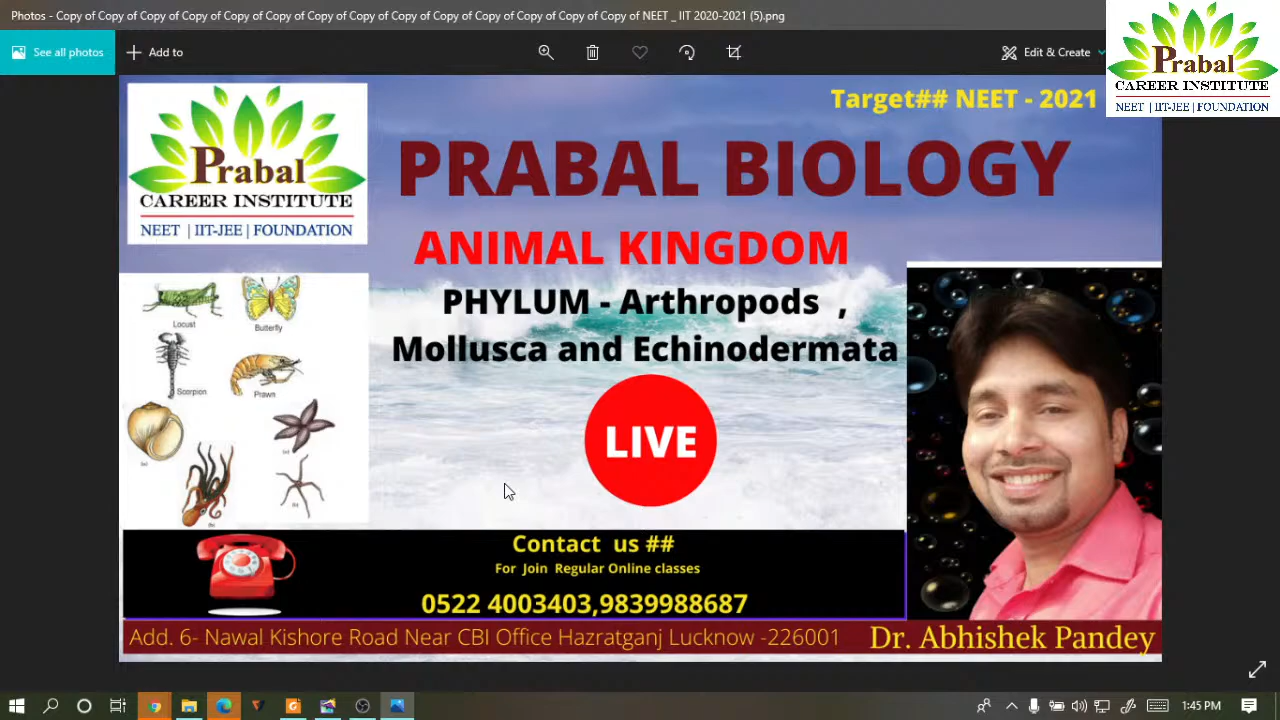 Photos - Copy of Copy of Copy of Copy of Copy of Copy of Copy of Copy of Copy of Copy of Copy of Copy of NEET _ IIT 2020-2021 (5).png
See all photos
Add to
Edit & Create
Prabal
CAREER INSTITUTE
NEET | IIT-JEE | FOUNDATION
Target## NEET - 2021
Prabal
CAREER INSTITUTE
NEET | IIT-JEE | FOUNDATION
PRABAL BIOLOGY
ANIMAL KINGDOM
PHYLUM - Arthropods ,
Mollusca and Echinodermata
Locust
Butterfly
Scorpion
Prawn
LIVE
Contact us ##
For Join Regular Online classes
0522 4003403,9839988687
Add. 6- Nawal Kishore Road Near CBI Office Hazratganj Lucknow -226001
Dr. Abhishek Pandey
1:45 PM